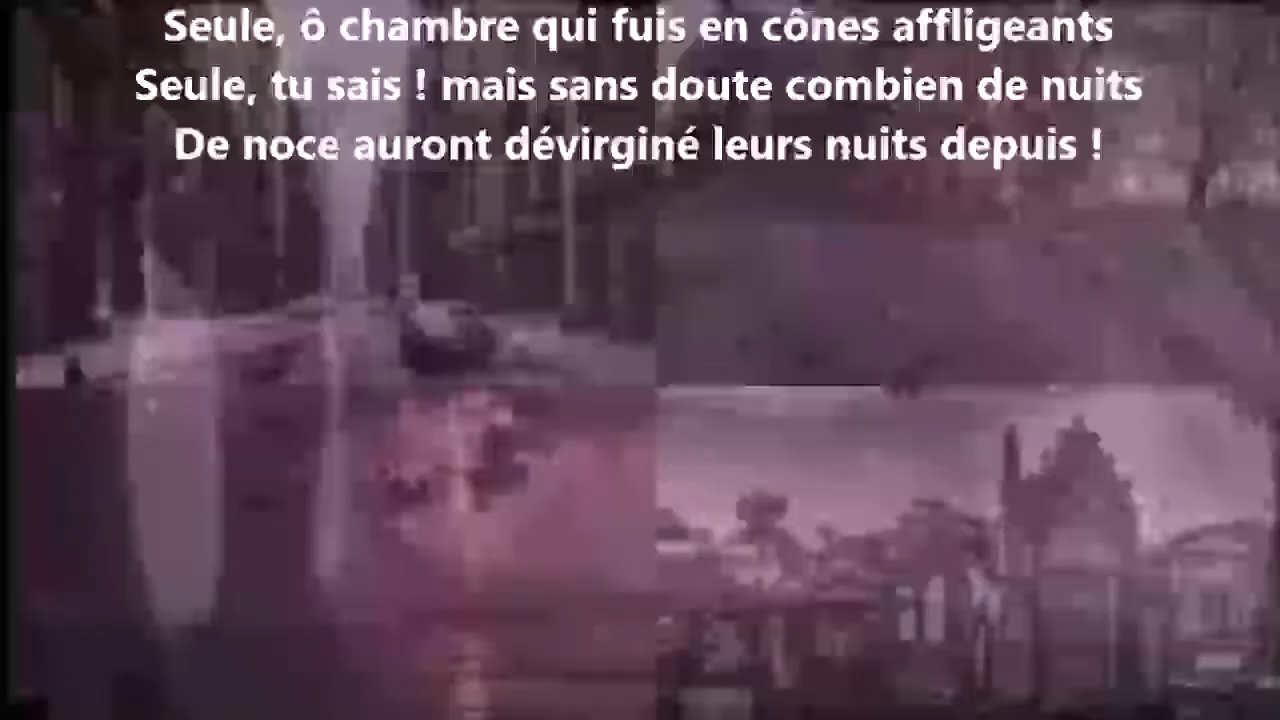 Seule, ô chambre qui fuis en cônes affligeants
Seule, tu sais ! mais sans doute combien de nuits
De noce auront dévirginé leurs nuits depuis !